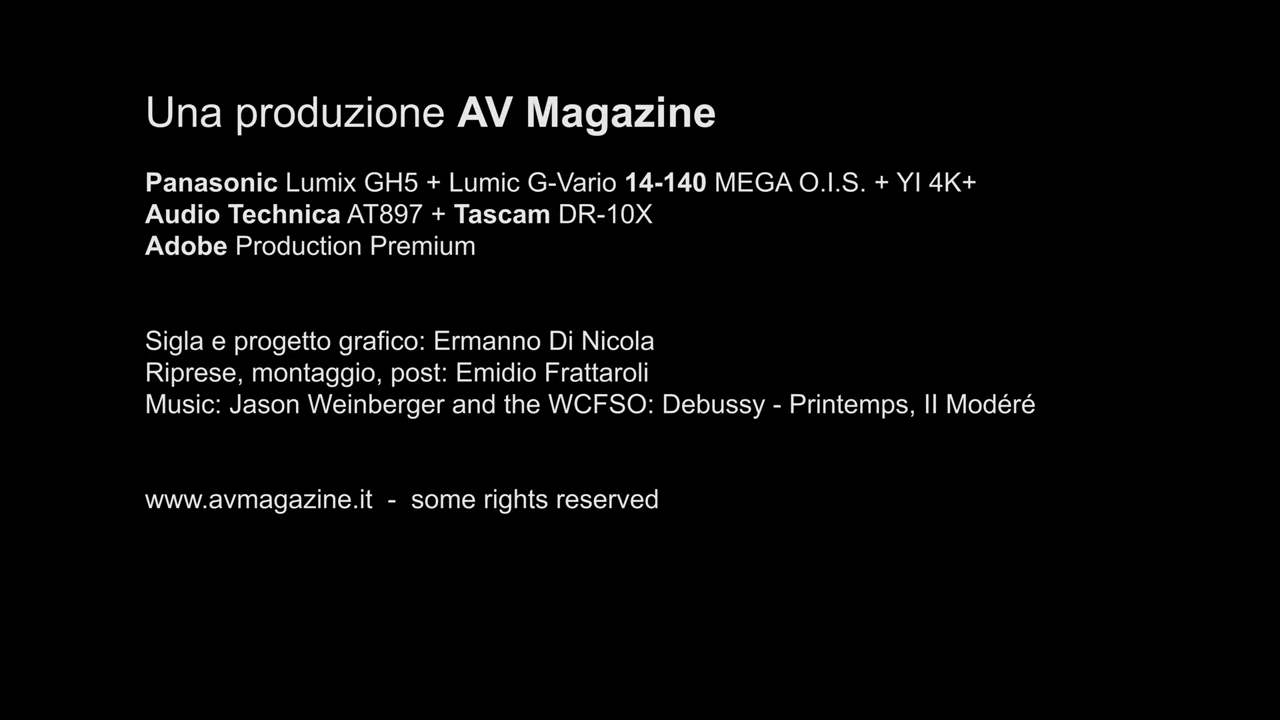 Una produzione AV Magazine
Panasonic Lumix GH5 + Lumic G-Vario 14-140 MEGA O.I.S. + YI 4K+
Audio Technica AT897 + Tascam DR-10X
Adobe Production Premium
Sigla e progetto grafico: Ermanno Di Nicola
Riprese, montaggio, post: Emidio Frattaroli
Music: Jason Weinberger and the WCFSO: Debussy - Printemps, II Modéré
www.avmagazine.it - some rights reserved